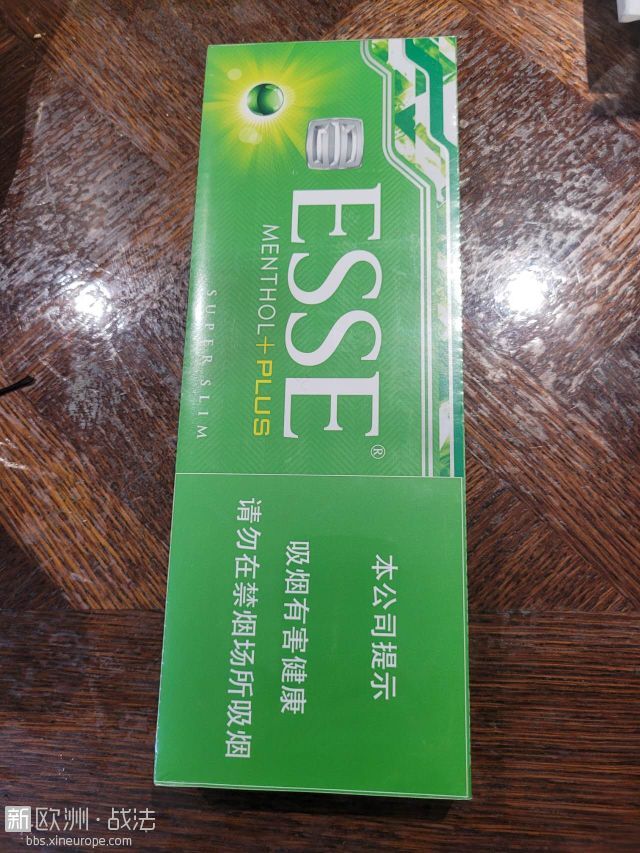 ESSE®
MENTHOL+PLUS
SUPER SLIM
本公司提示
吸烟有害健康
请勿在禁烟场所吸烟
新欧洲·战法
bbs.xineurope.com